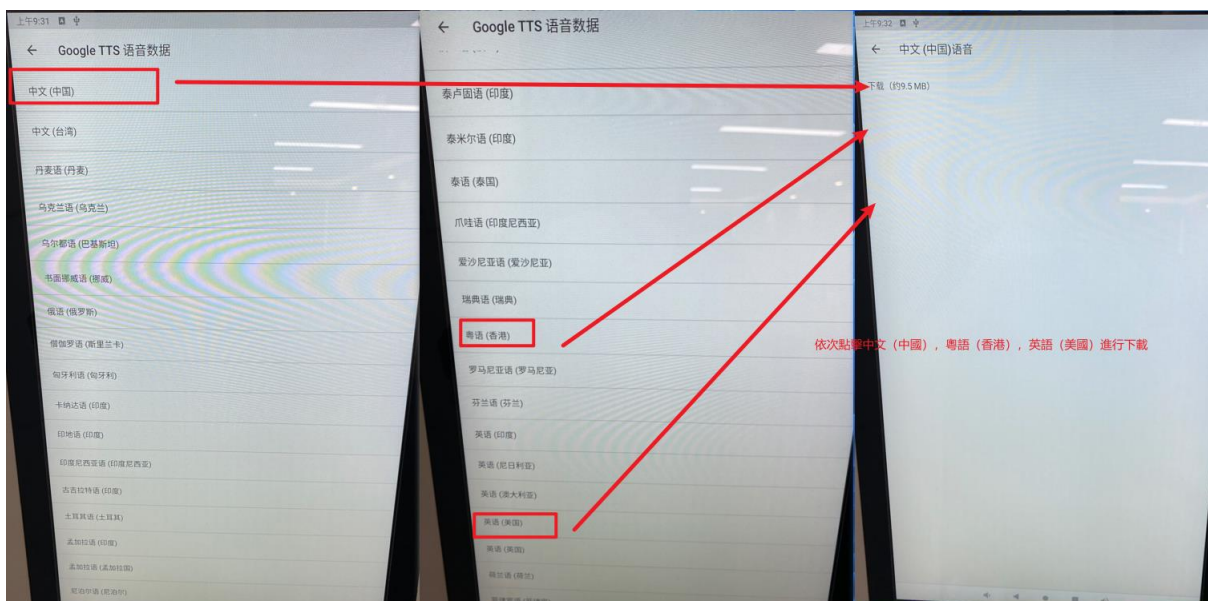 上午9:31
Google TTS 语音数据
中文 (中国)
中文 (台湾)
丹麦语 (丹麦)
乌克兰语 (乌克兰)
乌尔都语 (巴基斯坦)
书面挪威语 (挪威)
俄语 (俄罗斯)
僧伽罗语 (斯里兰卡)
匈牙利语 (匈牙利)
卡纳达语 (印度)
印地语 (印度)
印度尼西亚语 (印度尼西亚)
古吉拉特语 (印度)
土耳其语 (土耳其)
孟加拉语 (印度)
孟加拉语 (孟加拉国)
尼泊尔语 (尼泊尔)
Google TTS 语音数据
泰卢固语 (印度)
泰米尔语 (印度)
泰语 (泰国)
爪哇语 (印度尼西亚)
爱沙尼亚语 (爱沙尼亚)
瑞典语 (瑞典)
粤语 (香港)
罗马尼亚语 (罗马尼亚)
芬兰语 (芬兰)
英语 (印度)
英语 (尼日利亚)
英语 (澳大利亚)
英语 (美国)
英语 (英国)
荷兰语 (荷兰)
上午9:32
中文 (中国)语音
下载（约9.5 MB）
依次點擊中文（中國），粵語（香港），英語（美國）進行下載